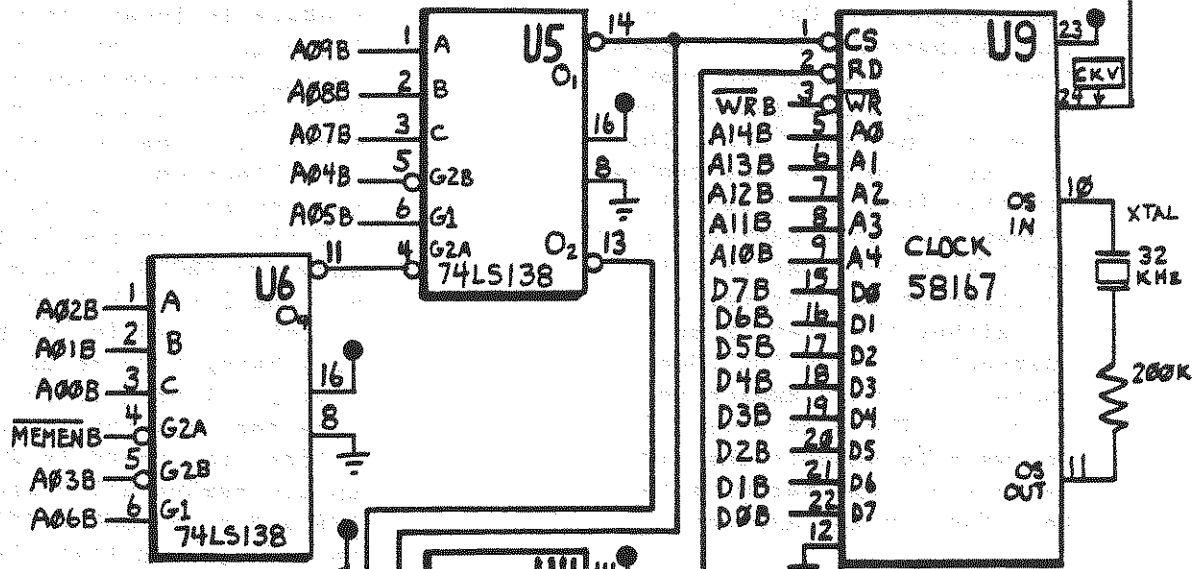 A09B 1 A
A08B 2 B
A07B 3 C
A04B 5 G2B
A05B 6 G1
4 G2A
U5
14
O1
16
8
O2 13
74LS138
11
U6
O4
A02B 1 A
A01B 2 B
A00B 3 C
MEMENB 4 G2A
A03B 5 G2B
A06B 6 G1
16
8
74LS138
U9
1 CS
2 RD
WRB 3 WR
A14B 5 A0
A13B 6 A1
A12B 7 A2
A11B 8 A3
A10B 9 A4
D7B 15 D0
D6B 16 D1
D5B 17 D2
D4B 18 D3
D3B 19 D4
D2B 20 D5
D1B 21 D6
D0B 22 D7
12
CLOCK
58167
23
CKV
24
10
OS
IN
XTAL
32
KHZ
200K
OS
OUT
11